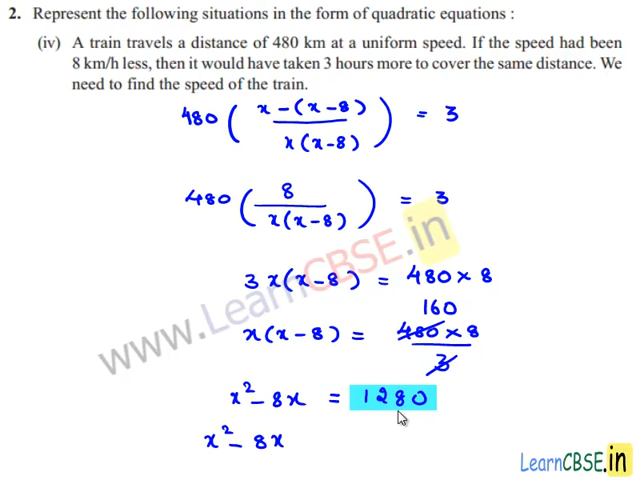 2. Represent the following situations in the form of quadratic equations :
(iv) A train travels a distance of 480 km at a uniform speed. If the speed had been
8 km/h less, then it would have taken 3 hours more to cover the same distance. We
need to find the speed of the train.
480 ( x - (x - 8) / x (x - 8) ) = 3
480 ( 8 / x (x - 8) ) = 3
3 x (x - 8) = 480 × 8
160
x (x - 8) = 480 × 8 / 3
x² - 8x = 1280
x² - 8x
www.LearnCBSE.in
LearnCBSE.in